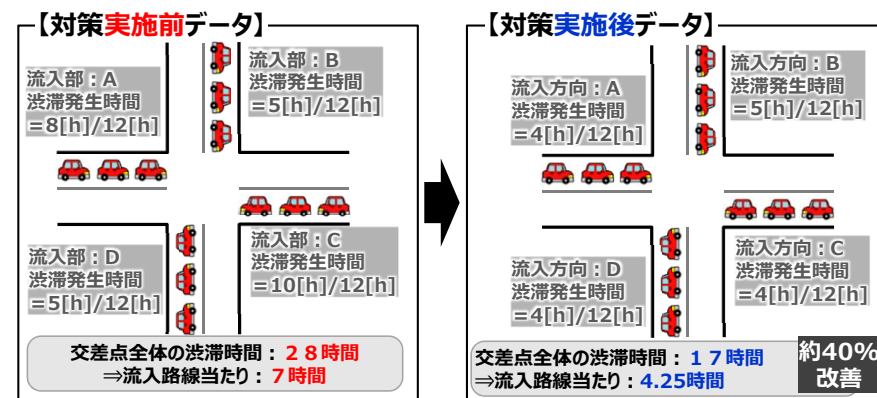 【対策実施前データ】
流入部：A
渋滞発生時間
=8[h]/12[h]
流入部：B
渋滞発生時間
=5[h]/12[h]
流入部：D
渋滞発生時間
=5[h]/12[h]
流入部：C
渋滞発生時間
=10[h]/12[h]
交差点全体の渋滞時間：２８時間
⇒流入路線当たり：７時間
【対策実施後データ】
流入方向：A
渋滞発生時間
=4[h]/12[h]
流入方向：B
渋滞発生時間
=5[h]/12[h]
流入方向：D
渋滞発生時間
=4[h]/12[h]
流入方向：C
渋滞発生時間
=4[h]/12[h]
交差点全体の渋滞時間：１７時間
⇒流入路線当たり：4.25時間
約40%
改善